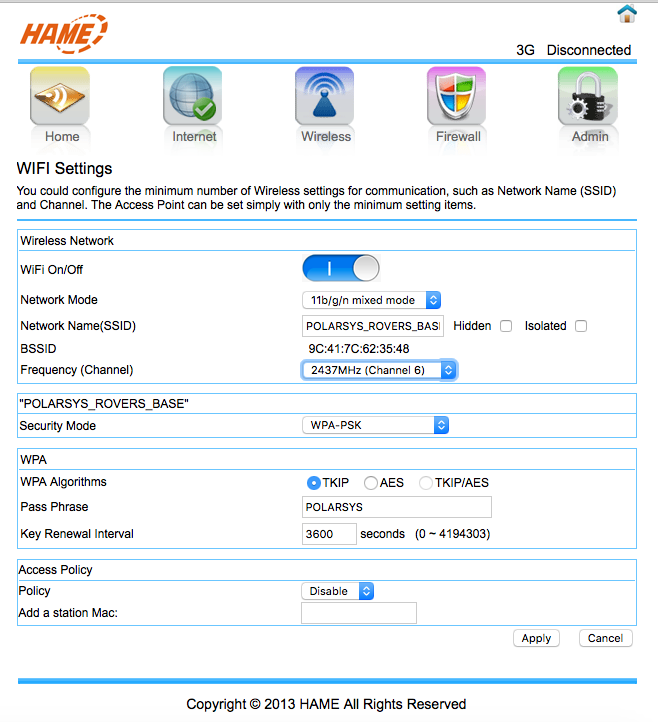 HAME
3G Disconnected
Home Internet Wireless Firewall Admin
WIFI Settings
You could configure the minimum number of Wireless settings for communication, such as Network Name (SSID)
and Channel. The Access Point can be set simply with only the minimum setting items.
Wireless Network
WiFi On/Off
Network Mode 11b/g/n mixed mode
Network Name(SSID) POLARSYS_ROVERS_BAS Hidden Isolated
BSSID 9C:41:7C:62:35:48
Frequency (Channel) 2437MHz (Channel 6)
"POLARSYS_ROVERS_BASE"
Security Mode WPA-PSK
WPA
WPA Algorithms TKIP AES TKIP/AES
Pass Phrase POLARSYS
Key Renewal Interval 3600 seconds (0 ~ 4194303)
Access Policy
Policy Disable
Add a station Mac:
Apply Cancel
Copyright © 2013 HAME All Rights Reserved